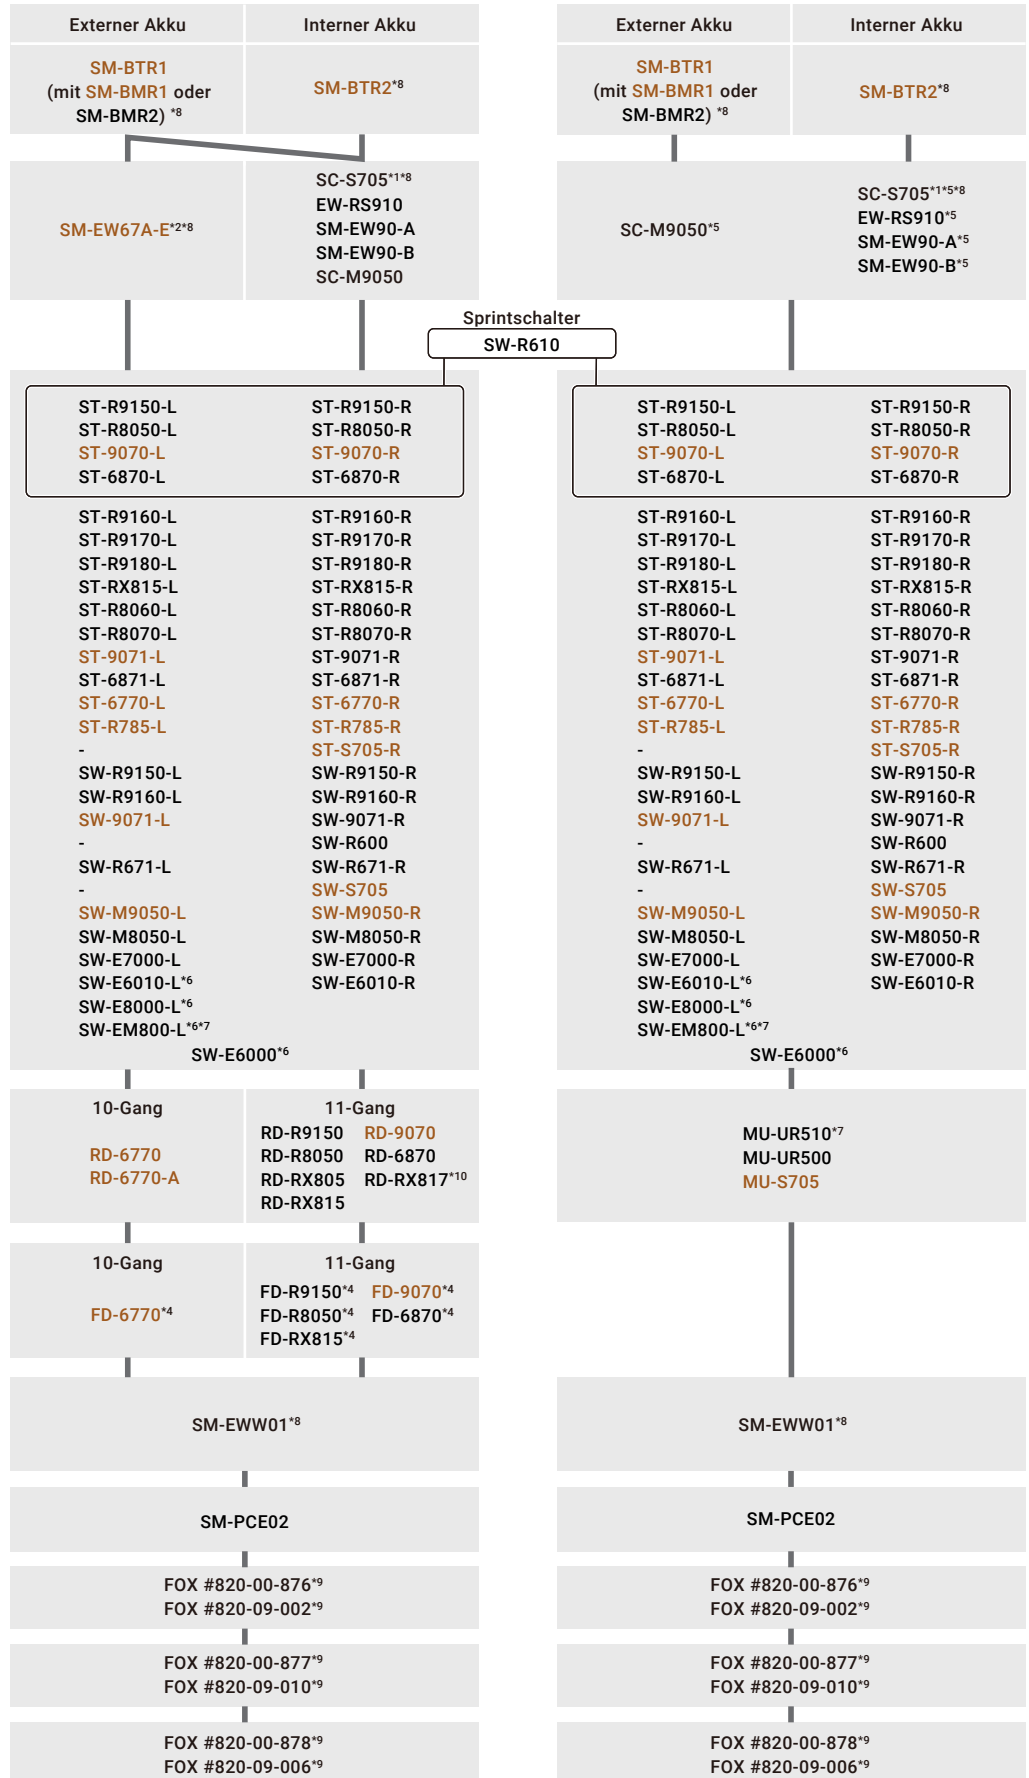 Externer Akku
Interner Akku
SM-BTR1
(mit SM-BMR1 oder
SM-BMR2) *8
SM-BTR2*8
SM-EW67A-E*2*8
SC-S705*1*8
EW-RS910
SM-EW90-A
SM-EW90-B
SC-M9050
Externer Akku
Interner Akku
SM-BTR1
(mit SM-BMR1 oder
SM-BMR2) *8
SM-BTR2*8
SC-M9050*5
SC-S705*1*5*8
EW-RS910*5
SM-EW90-A*5
SM-EW90-B*5
Sprintschalter
SW-R610
ST-R9150-L ST-R9150-R
ST-R8050-L ST-R8050-R
ST-9070-L ST-9070-R
ST-6870-L ST-6870-R
ST-R9160-L ST-R9160-R
ST-R9170-L ST-R9170-R
ST-R9180-L ST-R9180-R
ST-RX815-L ST-RX815-R
ST-R8060-L ST-R8060-R
ST-R8070-L ST-R8070-R
ST-9071-L ST-9071-R
ST-6871-L ST-6871-R
ST-6770-L ST-6770-R
ST-R785-L ST-R785-R
- ST-S705-R
SW-R9150-L SW-R9150-R
SW-R9160-L SW-R9160-R
SW-9071-L SW-9071-R
- SW-R600
SW-R671-L SW-R671-R
- SW-S705
SW-M9050-L SW-M9050-R
SW-M8050-L SW-M8050-R
SW-E7000-L SW-E7000-R
SW-E6010-L*6 SW-E6010-R
SW-E8000-L*6
SW-EM800-L*6*7
SW-E6000*6
ST-R9150-L ST-R9150-R
ST-R8050-L ST-R8050-R
ST-9070-L ST-9070-R
ST-6870-L ST-6870-R
ST-R9160-L ST-R9160-R
ST-R9170-L ST-R9170-R
ST-R9180-L ST-R9180-R
ST-RX815-L ST-RX815-R
ST-R8060-L ST-R8060-R
ST-R8070-L ST-R8070-R
ST-9071-L ST-9071-R
ST-6871-L ST-6871-R
ST-6770-L ST-6770-R
ST-R785-L ST-R785-R
- ST-S705-R
SW-R9150-L SW-R9150-R
SW-R9160-L SW-R9160-R
SW-9071-L SW-9071-R
- SW-R600
SW-R671-L SW-R671-R
- SW-S705
SW-M9050-L SW-M9050-R
SW-M8050-L SW-M8050-R
SW-E7000-L SW-E7000-R
SW-E6010-L*6 SW-E6010-R
SW-E8000-L*6
SW-EM800-L*6*7
SW-E6000*6
10-Gang
RD-6770
RD-6770-A
11-Gang
RD-R9150 RD-9070
RD-R8050 RD-6870
RD-RX805 RD-RX817*10
RD-RX815
MU-UR510*7
MU-UR500
MU-S705
10-Gang
FD-6770*4
11-Gang
FD-R9150*4 FD-9070*4
FD-R8050*4 FD-6870*4
FD-RX815*4
SM-EWW01*8
SM-EWW01*8
SM-PCE02
SM-PCE02
FOX #820-00-876*9
FOX #820-09-002*9
FOX #820-00-876*9
FOX #820-09-002*9
FOX #820-00-877*9
FOX #820-09-010*9
FOX #820-00-877*9
FOX #820-09-010*9
FOX #820-00-878*9
FOX #820-09-006*9
FOX #820-00-878*9
FOX #820-09-006*9